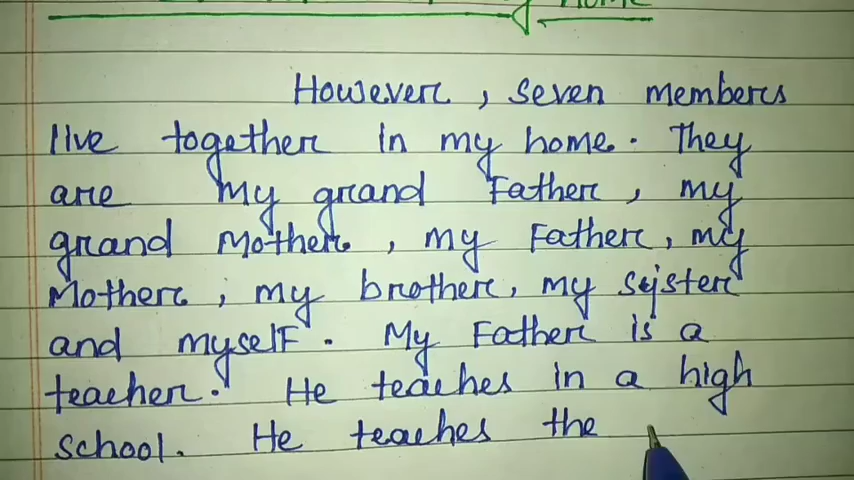 Home
However, seven members
live together in my home. They
are my grand Father, my
grand Mother, my Father, my
Mother, my brother, my sister
and myself. My Father is a
teacher. He teaches in a high
school. He teaches the